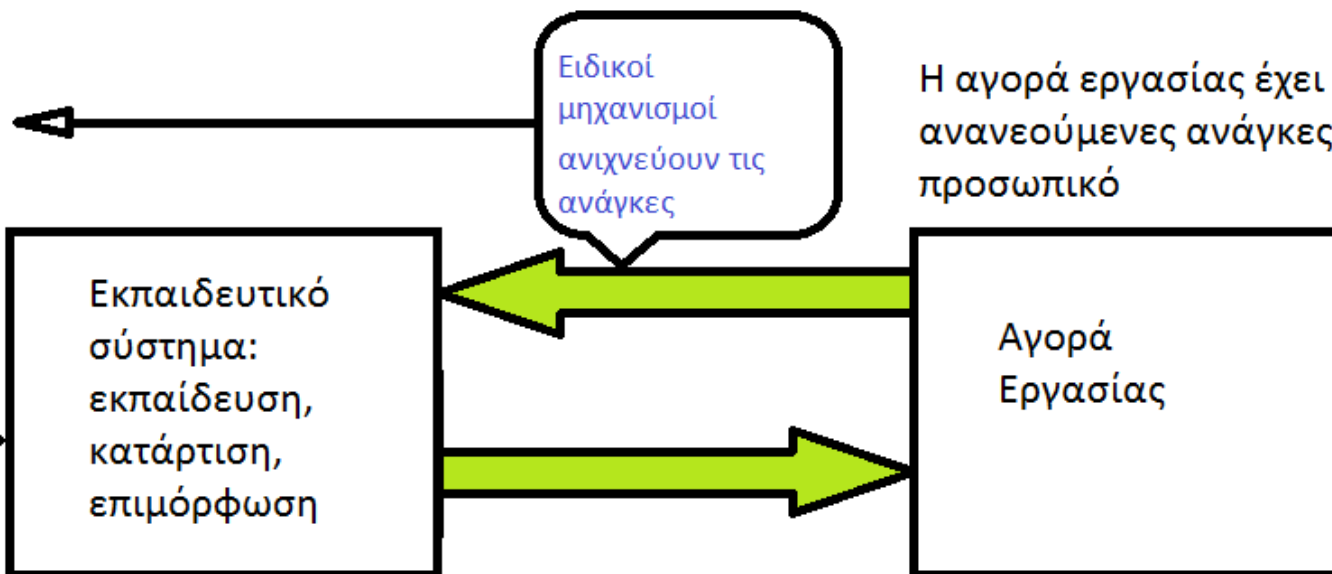 Ειδικοί
μηχανισμοί
ανιχνεύουν τις
ανάγκες
Η αγορά εργασίας έχει
ανανεούμενες ανάγκες
προσωπικό
Εκπαιδευτικό
σύστημα:
εκπαίδευση,
κατάρτιση,
επιμόρφωση
Αγορά
Εργασίας